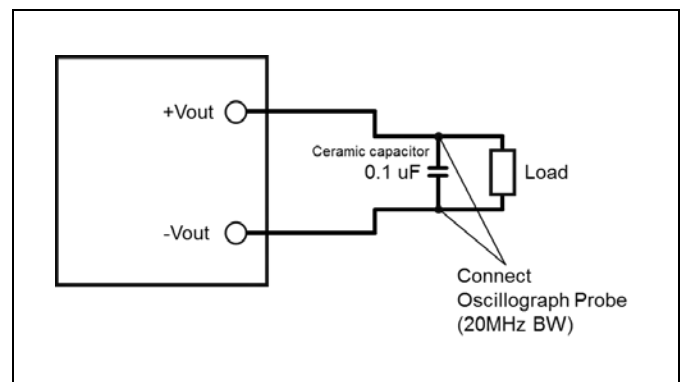 +Vout
Ceramic capacitor
0.1 uF
Load
-Vout
Connect
Oscillograph Probe
(20MHz BW)